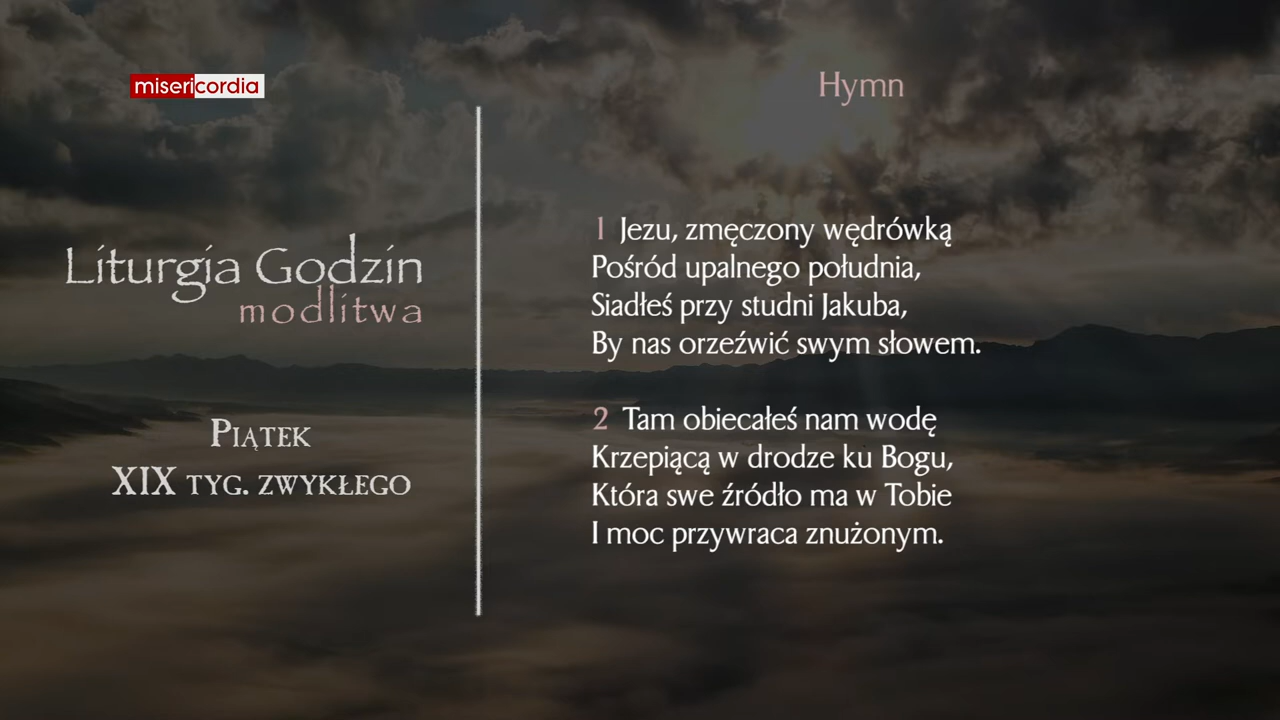 misericordia
Liturgia Godzin
modlitwa
Piątek
XIX tyg. zwykłego
Hymn
1 Jezu, zmęczony wędrówką
Pośród upalnego południa,
Siadłeś przy studni Jakuba,
By nas orzeźwić swym słowem.
2 Tam obiecałeś nam wodę
Krzepiącą w drodze ku Bogu,
Która swe źródło ma w Tobie
I moc przywraca znużonym.